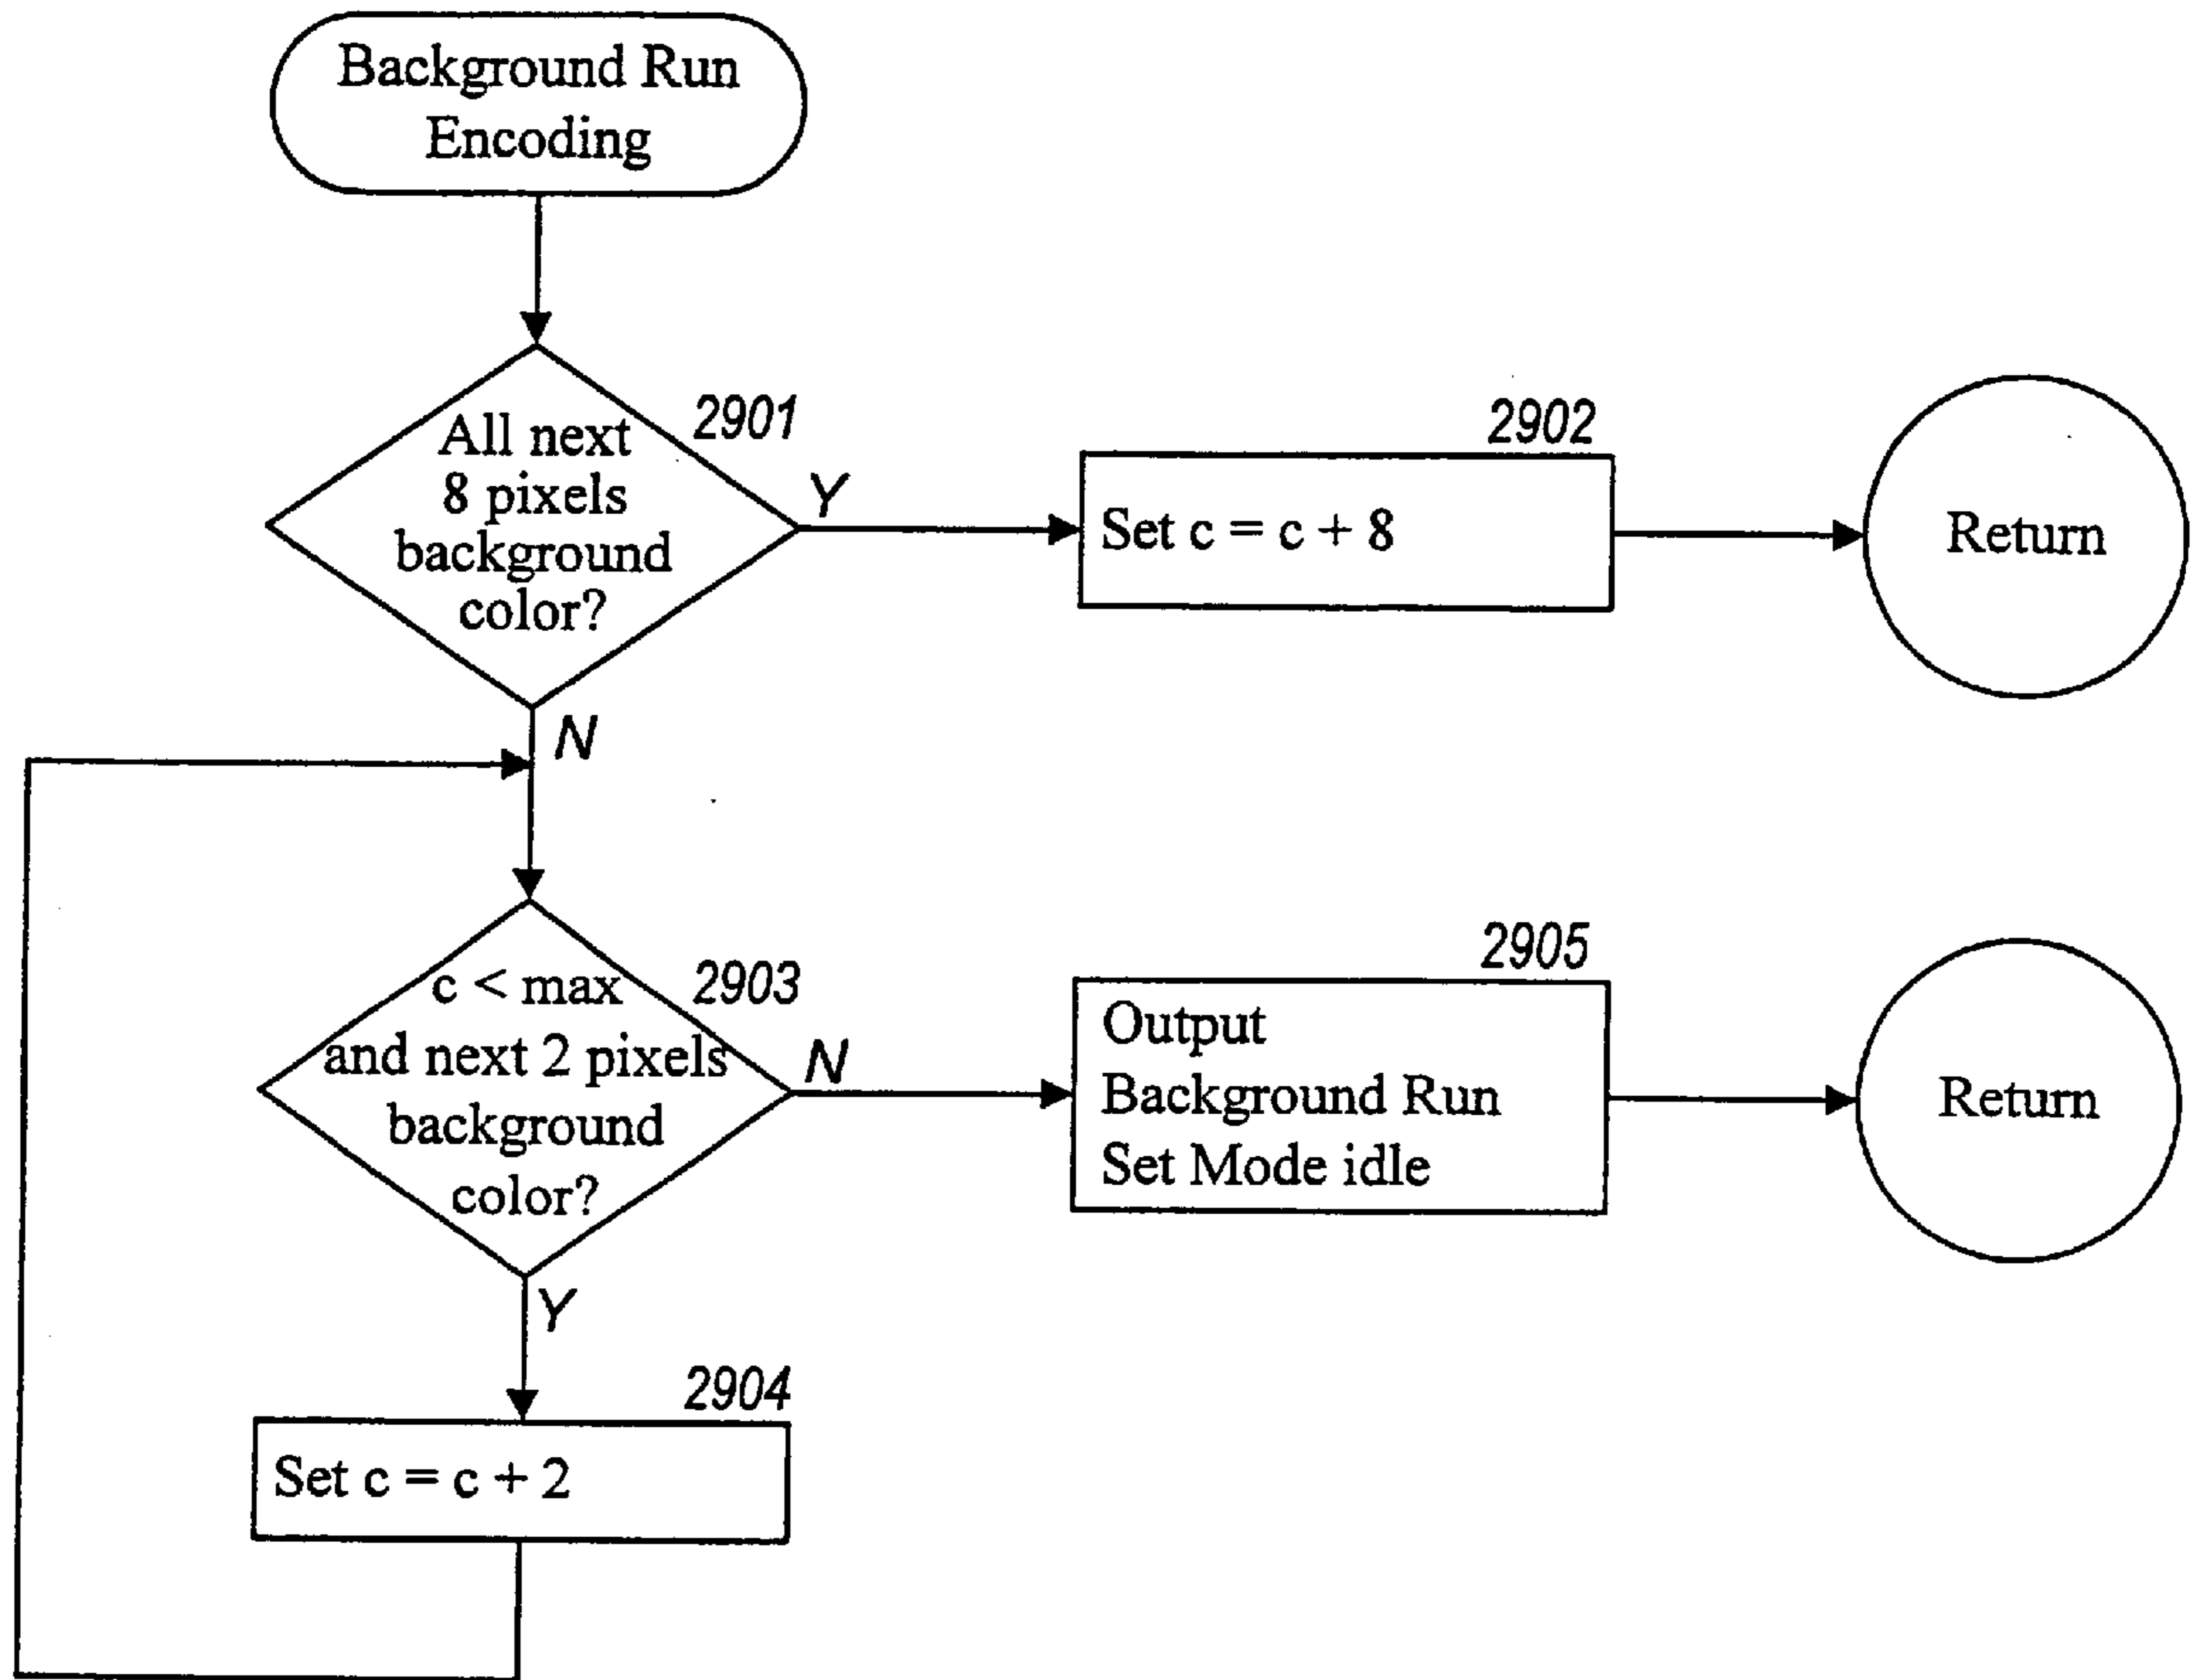 Background Run
Encoding
2901
All next
8 pixels
background
color?
Y
2902
Set c = c + 8
Return
N
2903
c < max
and next 2 pixels
background
color?
N
2905
Output
Background Run
Set Mode idle
Return
Y
2904
Set c = c + 2